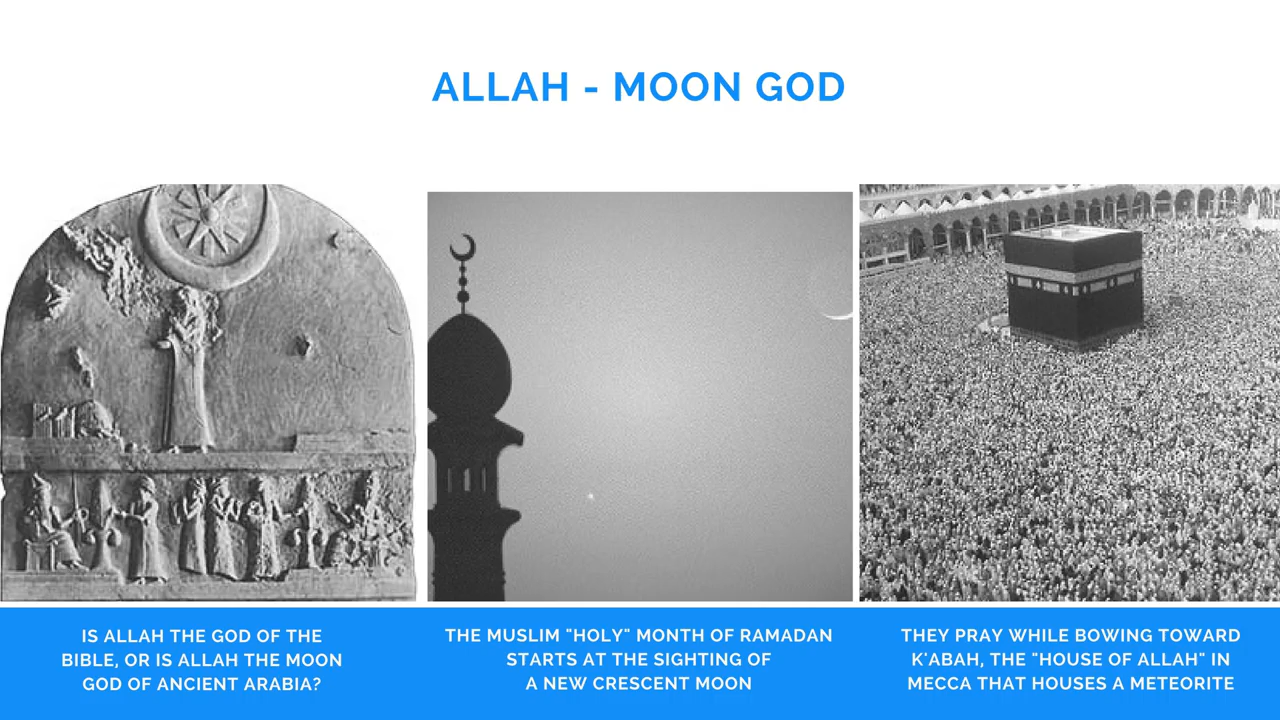 ALLAH - MOON GOD
IS ALLAH THE GOD OF THE
BIBLE, OR IS ALLAH THE MOON
GOD OF ANCIENT ARABIA?
THE MUSLIM "HOLY" MONTH OF RAMADAN
STARTS AT THE SIGHTING OF
A NEW CRESCENT MOON
THEY PRAY WHILE BOWING TOWARD
K'ABAH, THE "HOUSE OF ALLAH" IN
MECCA THAT HOUSES A METEORITE